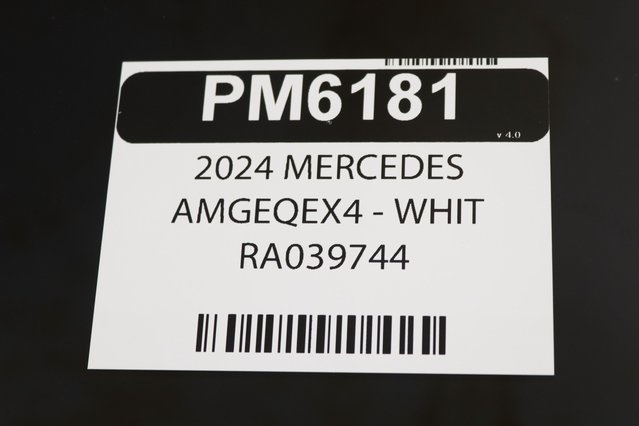 PM6181
v 4.0
2024 MERCEDES
AMGEQEX4 - WHIT
RA039744